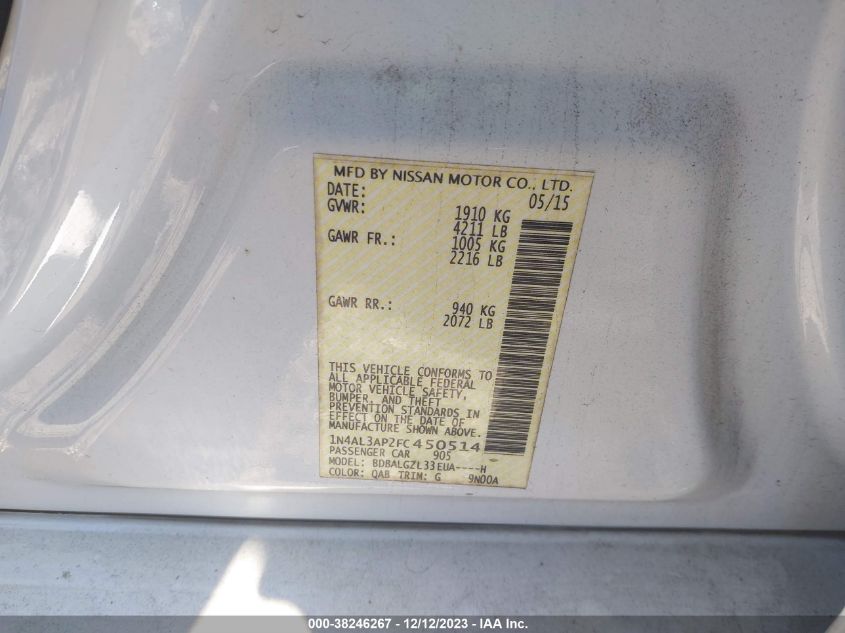 MFD BY NISSAN MOTOR CO., LTD.
DATE: 05/15
GVWR: 1910 KG
4211 LB
GAWR FR.: 1005 KG
2216 LB
GAWR RR.: 940 KG
2072 LB
THIS VEHICLE CONFORMS TO
ALL APPLICABLE FEDERAL
MOTOR VEHICLE SAFETY,
BUMPER, AND THEFT
PREVENTION STANDARDS IN
EFFECT ON THE DATE OF
MANUFACTURE SHOWN ABOVE.
1N4AL3AP2FC450514
PASSENGER CAR 905
MODEL: BDBALGZL33EUA----H
COLOR: QAB TRIM: G 9N00A
000-38246267 - 12/12/2023 - IAA Inc.